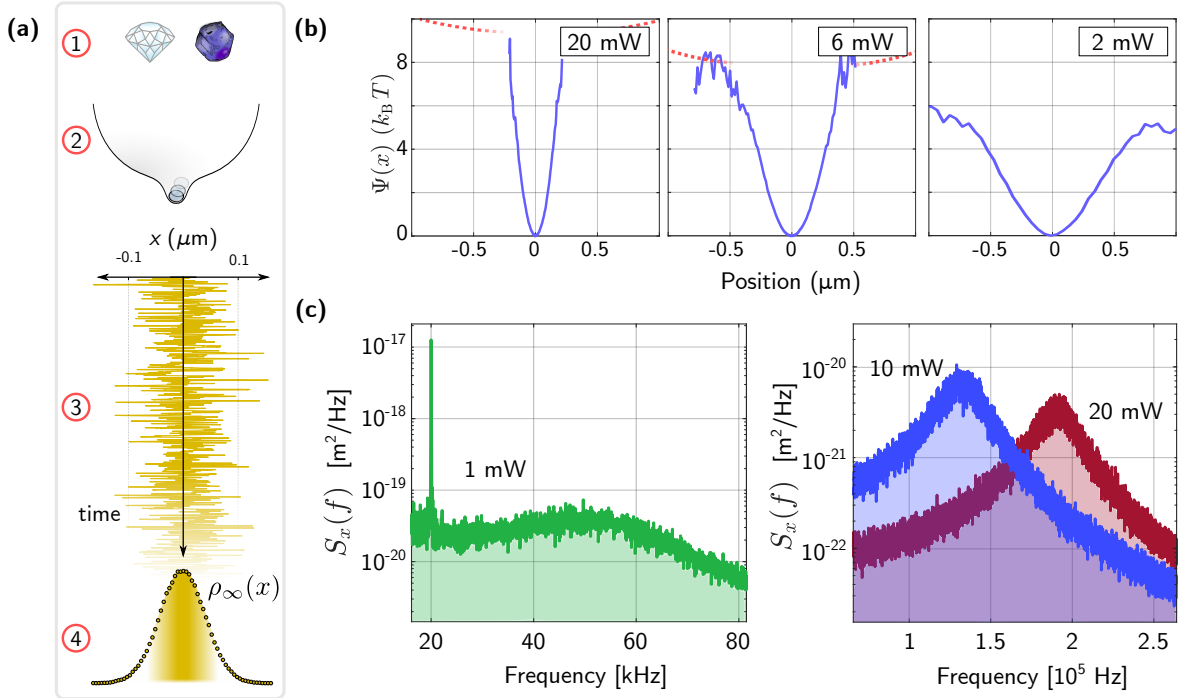 (a)
1
2
x (μm)
-0.1 0.1
3
time
ρ∞(x)
4
(b)
20 mW 6 mW 2 mW
Ψ(x) (kB T)
8
4
0
-0.5 0 0.5 -0.5 0 0.5 -0.5 0 0.5
Position (μm)
(c)
Sx(f) [m²/Hz]
10⁻¹⁷
10⁻¹⁸
10⁻¹⁹
10⁻²⁰
1 mW
20 40 60 80
Frequency [kHz]
Sx(f) [m²/Hz]
10⁻²⁰
10⁻²¹
10⁻²²
10 mW
20 mW
1 1.5 2 2.5
Frequency [10⁵ Hz]